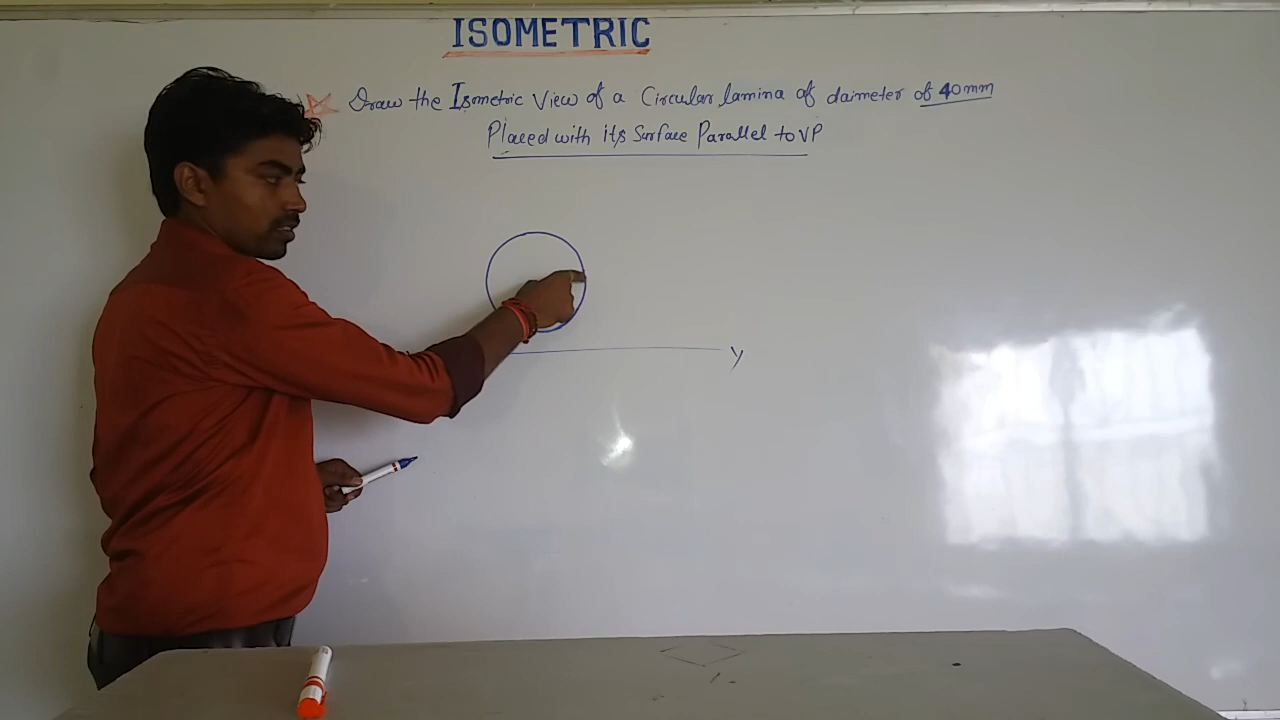 ISOMETRIC
Draw the Isometric View of a Circular lamina of daimeter of 40mm
Placed with its Surface Parallel to VP
y